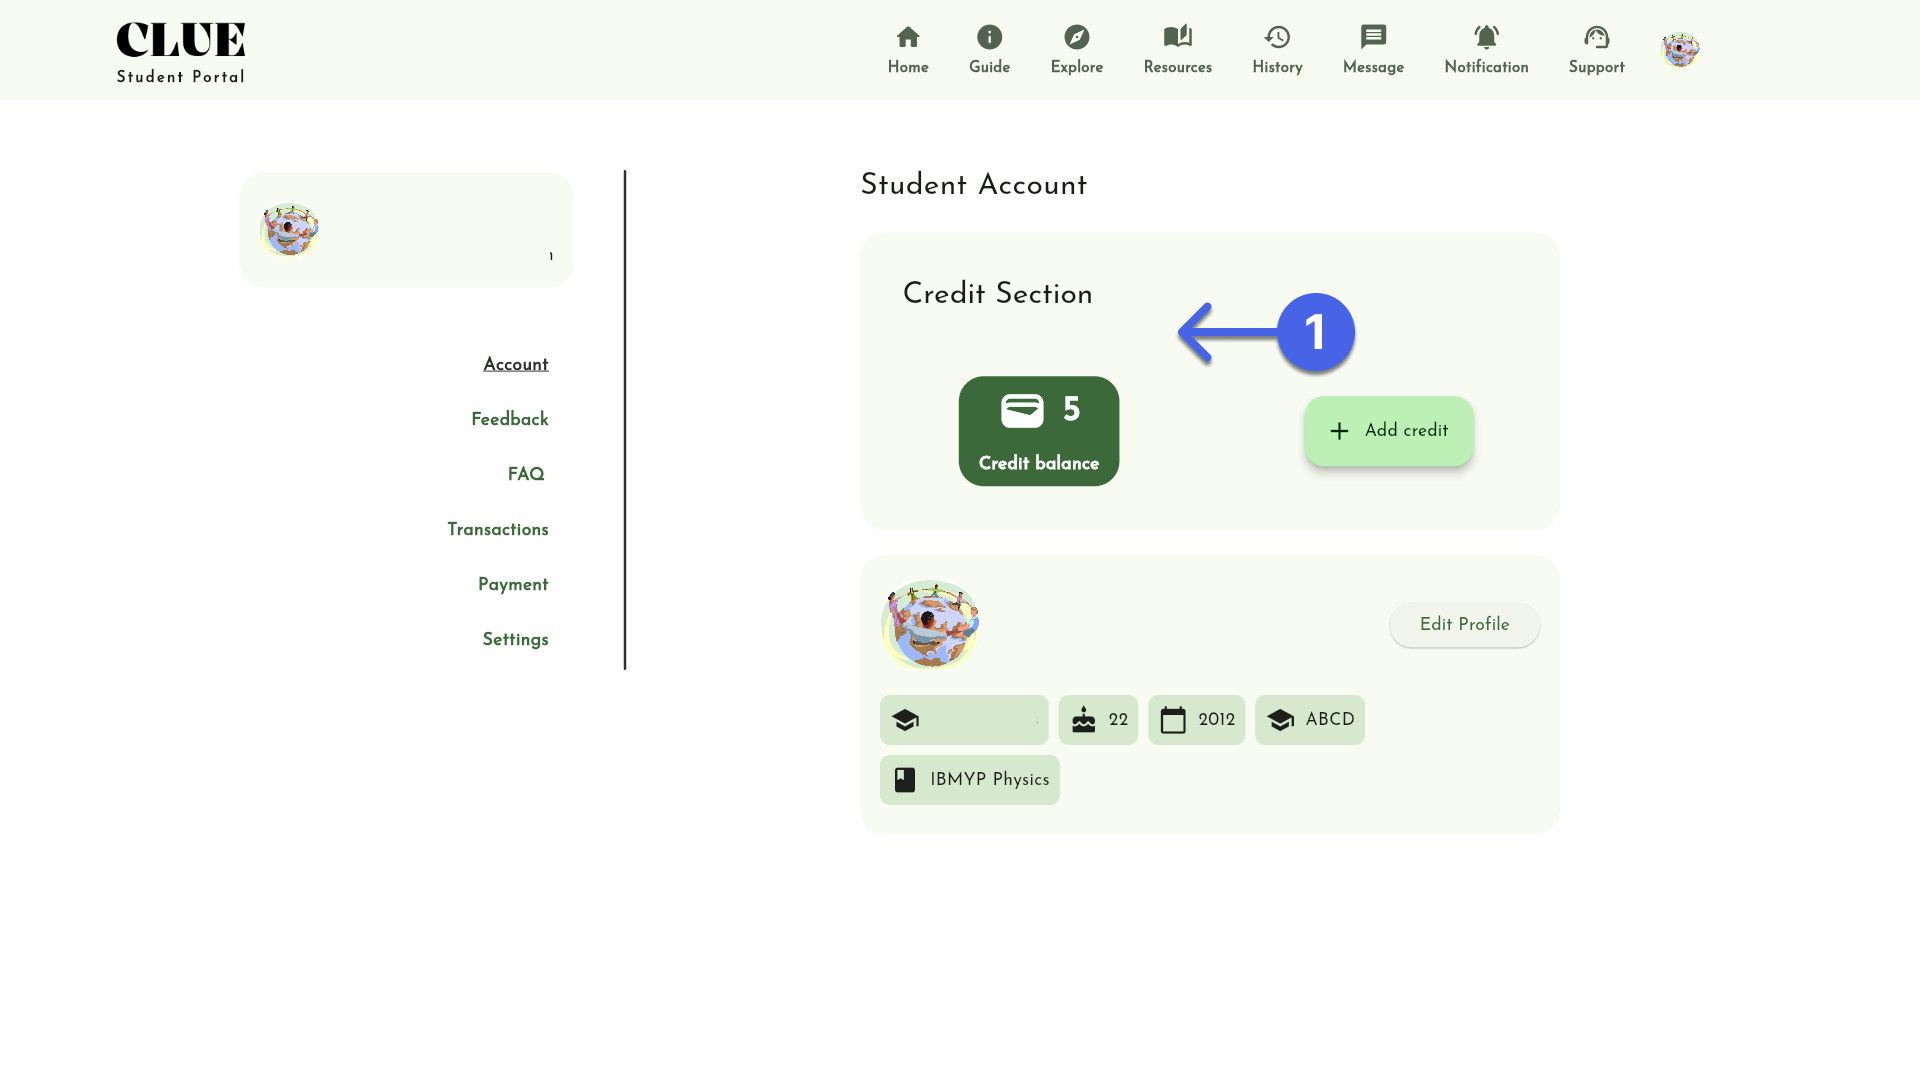 CLUE
Student Portal
Home
Guide
Explore
Resources
History
Message
Notification
Support
Account
Feedback
FAQ
Transactions
Payment
Settings
Student Account
Credit Section
1
5
Credit balance
Add credit
Edit Profile
22
2012
ABCD
IBMYP Physics